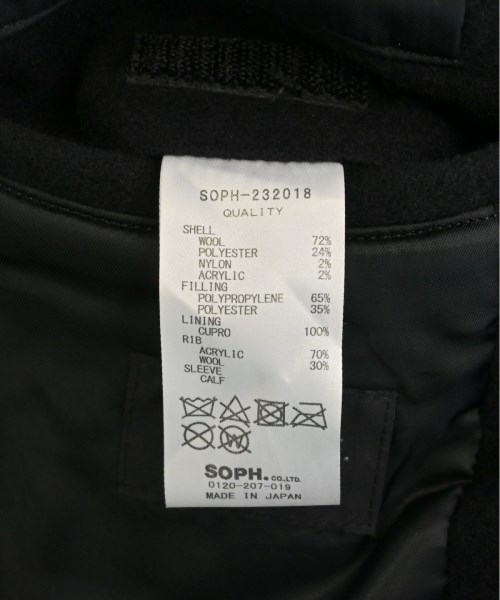 SOPH-232018
QUALITY
SHELL
WOOL 72%
POLYESTER 24%
NYLON 2%
ACRYLIC 2%
FILLING
POLYPROPYLENE 65%
POLYESTER 35%
LINING
CUPRO 100%
RIB
ACRYLIC 70%
WOOL 30%
SLEEVE
CALF
W
SOPH. CO.,LTD.
0120-207-019
MADE IN JAPAN